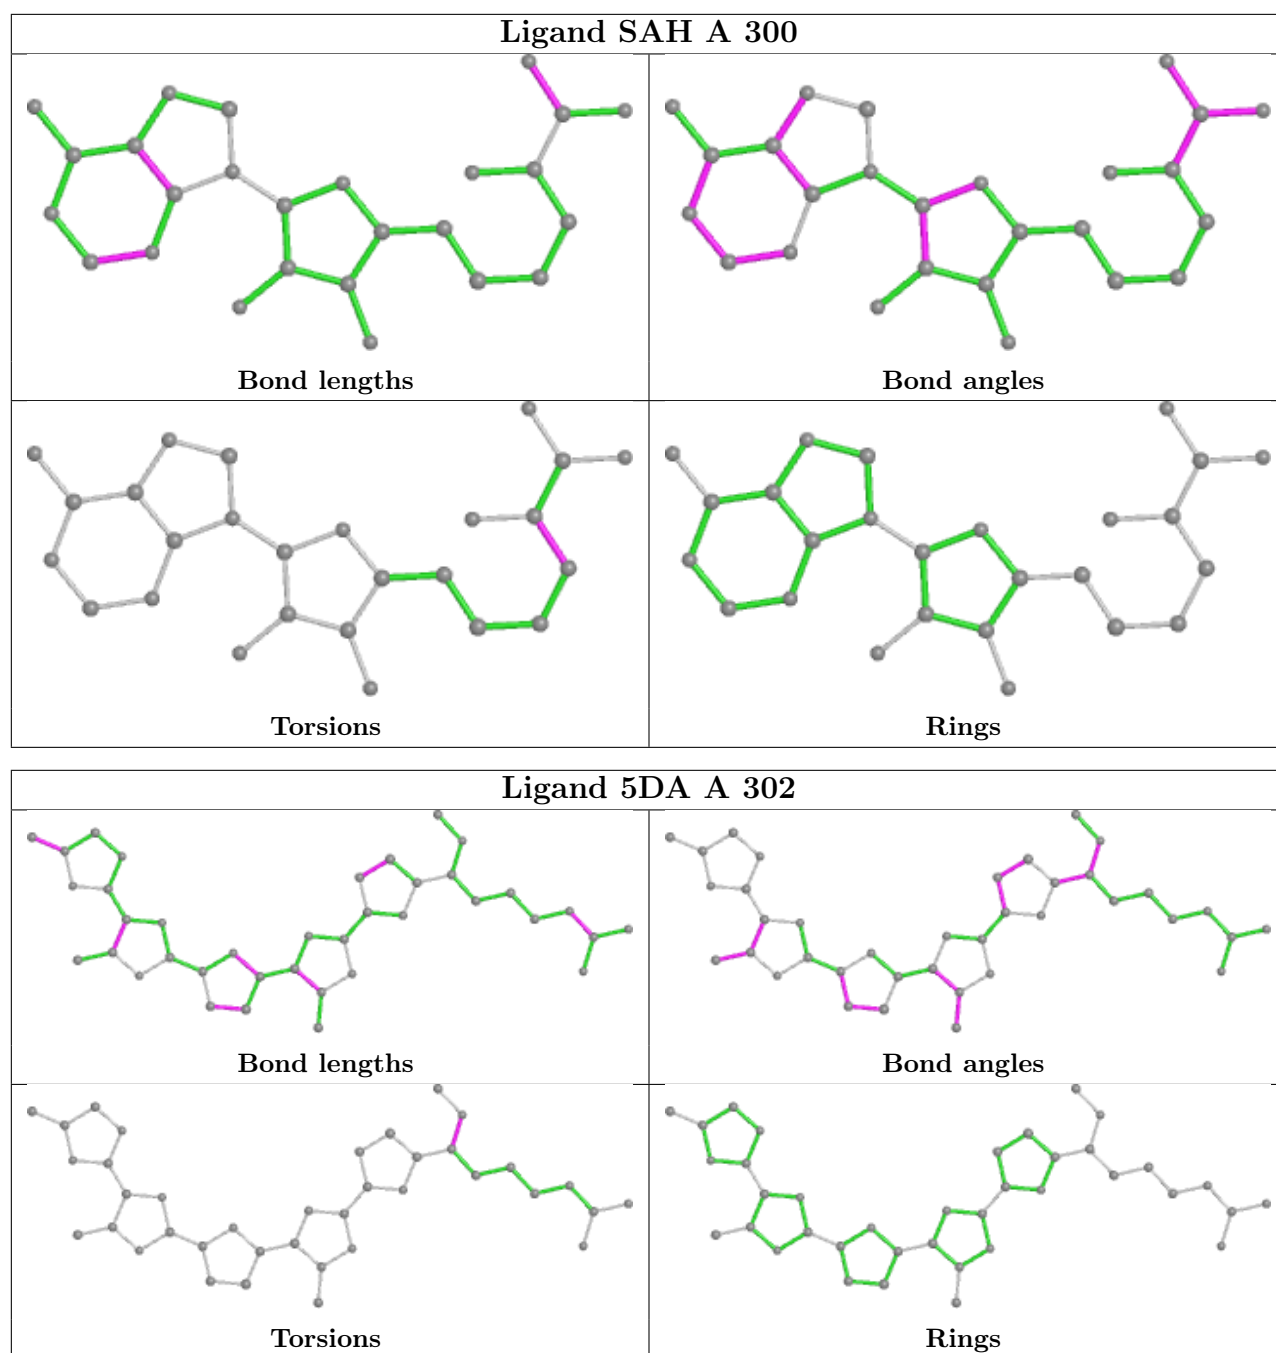 Ligand SAH A 300
Bond lengths
Bond angles
Torsions
Rings
Ligand 5DA A 302
Bond lengths
Bond angles
Torsions
Rings